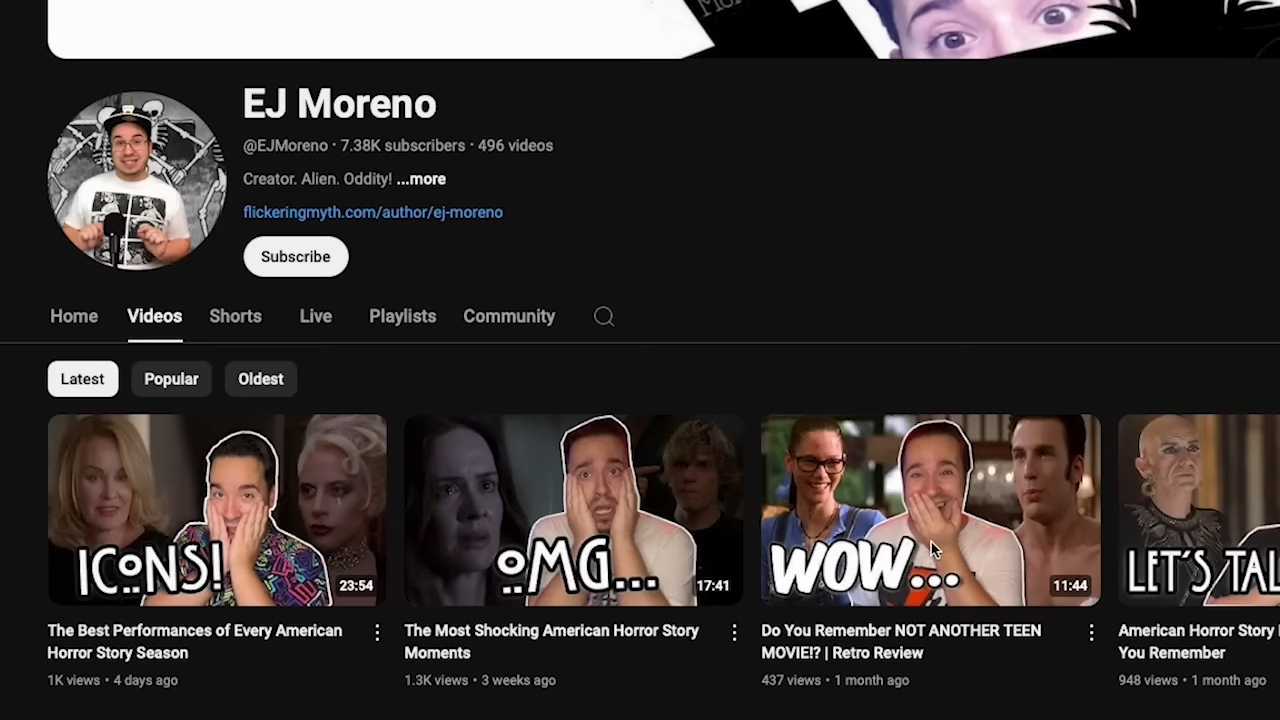 EJ Moreno
@EJMoreno · 7.38K subscribers · 496 videos
Creator. Alien. Oddity! ...more
flickeringmyth.com/author/ej-moreno
Subscribe
Home Videos Shorts Live Playlists Community
Latest Popular Oldest
ICONS!
23:54
OMG...
17:41
WOW...
11:44
LET'S TAL
The Best Performances of Every American
Horror Story Season
1K views · 4 days ago
The Most Shocking American Horror Story
Moments
1.3K views · 3 weeks ago
Do You Remember NOT ANOTHER TEEN
MOVIE!? | Retro Review
437 views · 1 month ago
American Horror Story
You Remember
948 views · 1 month ago